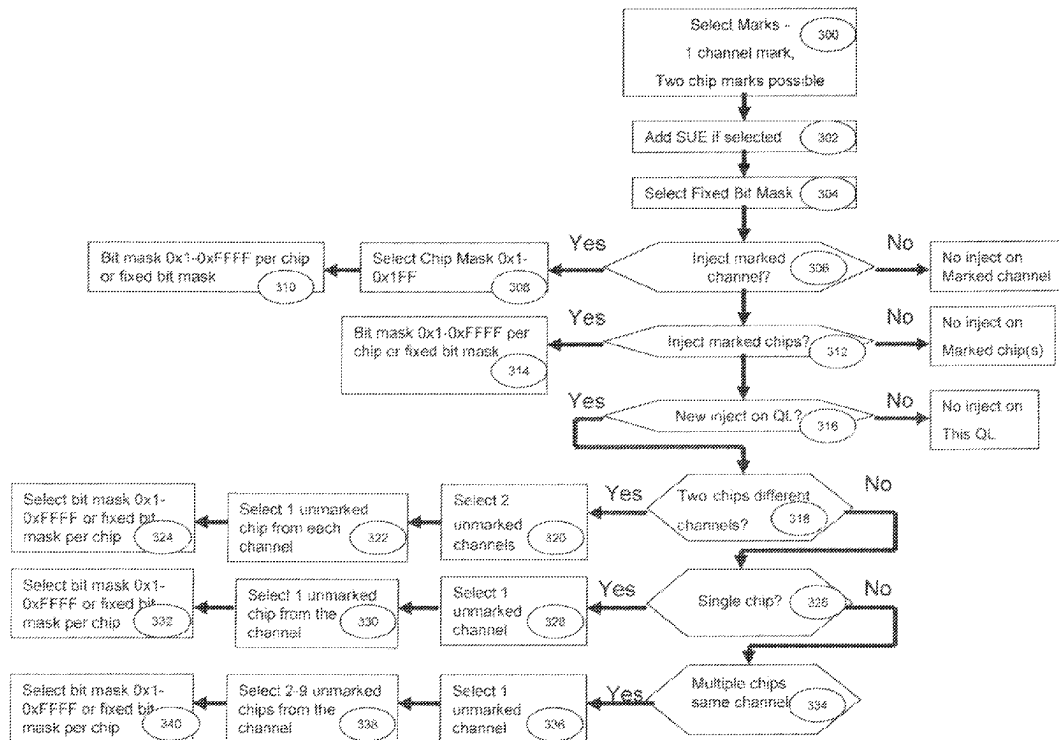 Select Marks -
300
1 channel mark,
Two chip marks possible
Add SUE if selected
302
Select Fixed Bit Mask
304
Yes
No
Bit mask 0x1-0xFFFF per chip
or fixed bit mask
310
Select Chip Mask 0x1-
0x1FF
308
Inject marked
channel?
306
No inject on
Marked channel
Yes
No
Bit mask 0x1-0xFFFF per
chip or fixed bit mask
314
Inject marked chips?
312
No inject on
Marked chip(s)
Yes
No
New inject on QL?
316
No inject on
This QL
Yes
No
Select bit mask 0x1-
0xFFFF or fixed bit
mask per chip
324
Select 1 unmarked
chip from each
channel
322
Select 2
unmarked
channels
320
Two chips different
channels?
318
Yes
No
Select bit mask 0x1-
0xFFFF or fixed bit
mask per chip
332
Select 1 unmarked
chip from the
channel
330
Select 1
unmarked
channel
328
Single chip?
326
Yes
Select bit mask 0x1-
0xFFFF or fixed bit
mask per chip
340
Select 2-9 unmarked
chips from the
channel
338
Select 1
unmarked
channel
336
Multiple chips
same channel
334